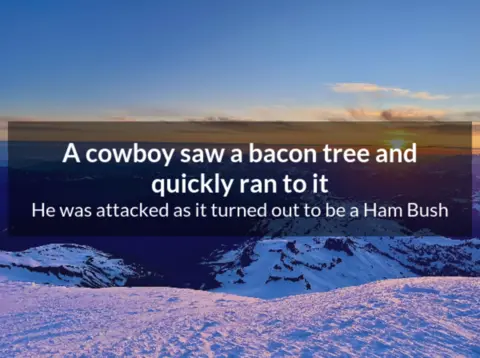 A cowboy saw a bacon tree and
quickly ran to it
He was attacked as it turned out to be a Ham Bush